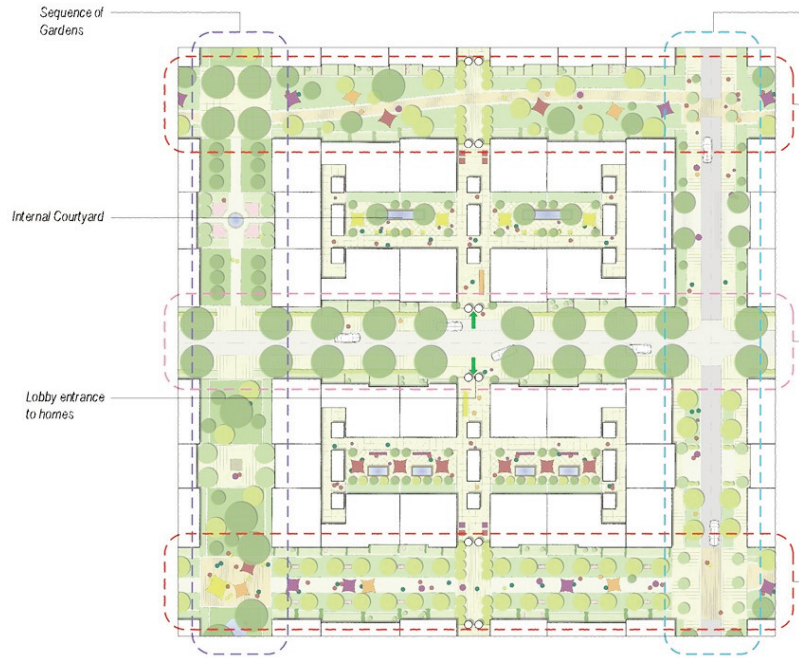 Sequence of
Gardens
Internal Courtyard
Lobby entrance
to homes